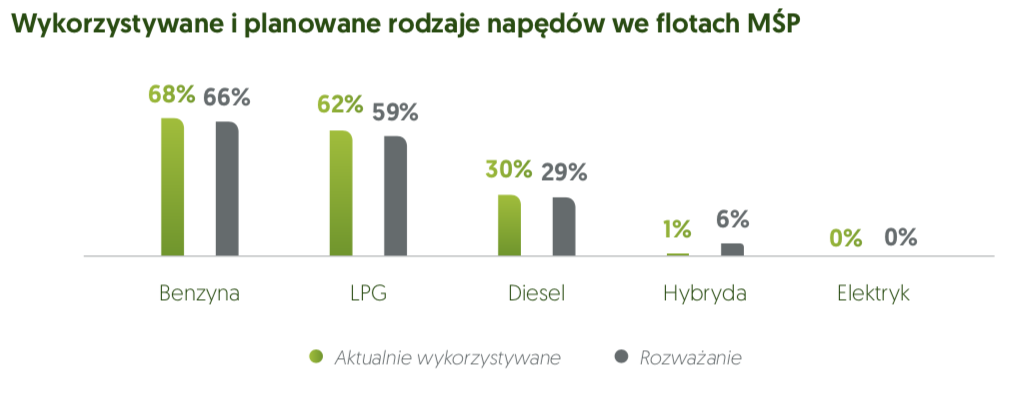 Wykorzystywane i planowane rodzaje napędów we flotach MŚP
68% 66% 62% 59% 30% 29% 1% 6% 0% 0%
Benzyna LPG Diesel Hybryda Elektryk
Aktualnie wykorzystywane Rozważanie